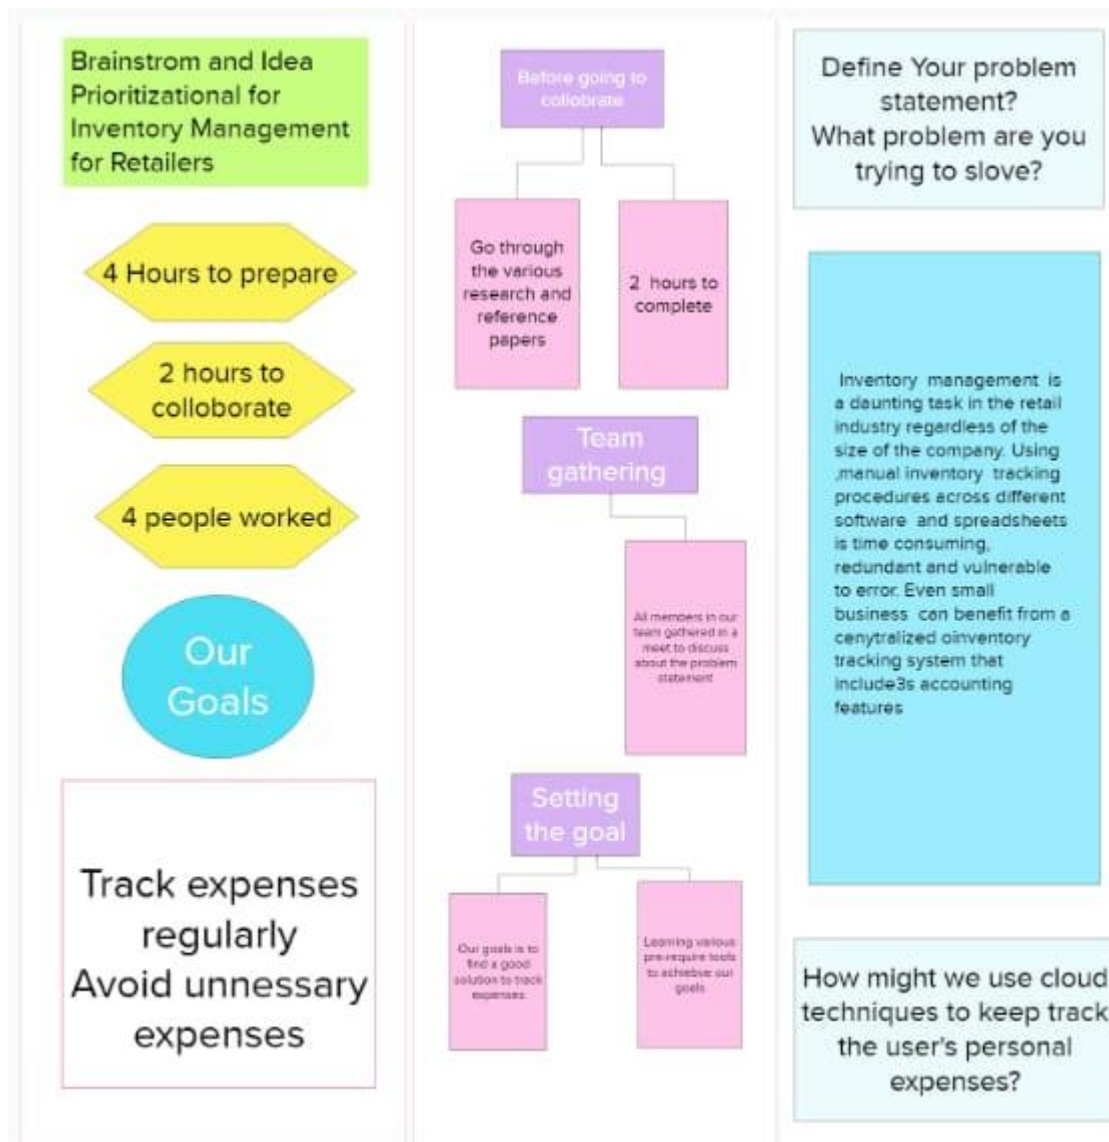 Brainstrom and Idea
Prioritizational for
Inventory Management
for Retailers
4 Hours to prepare
2 hours to
colloborate
4 people worked
Our
Goals
Track expenses
regularly
Avoid unnessary
expenses
Before going to
collobrate
Go through
the various
research and
reference
papers
2 hours to
complete
Team
gathering
All members in our
team gathered in a
meet to discuss
about the problem
statement
Setting
the goal
Our goals is to
find a good
solution to track
expenses
Learning various
pre-require tools
to achiebve our
goals
Define Your problem
statement?
What problem are you
trying to slove?
Inventory management is
a daunting task in the retail
industry regardless of the
size of the company. Using
,manual inventory tracking
procedures across different
software and spreadsheets
is time consuming,
redundant and vulnerable
to error. Even small
business can benefit from a
cenytralized oinventory
tracking system that
include3s accounting
features
How might we use cloud
techniques to keep track
the user's personal
expenses?